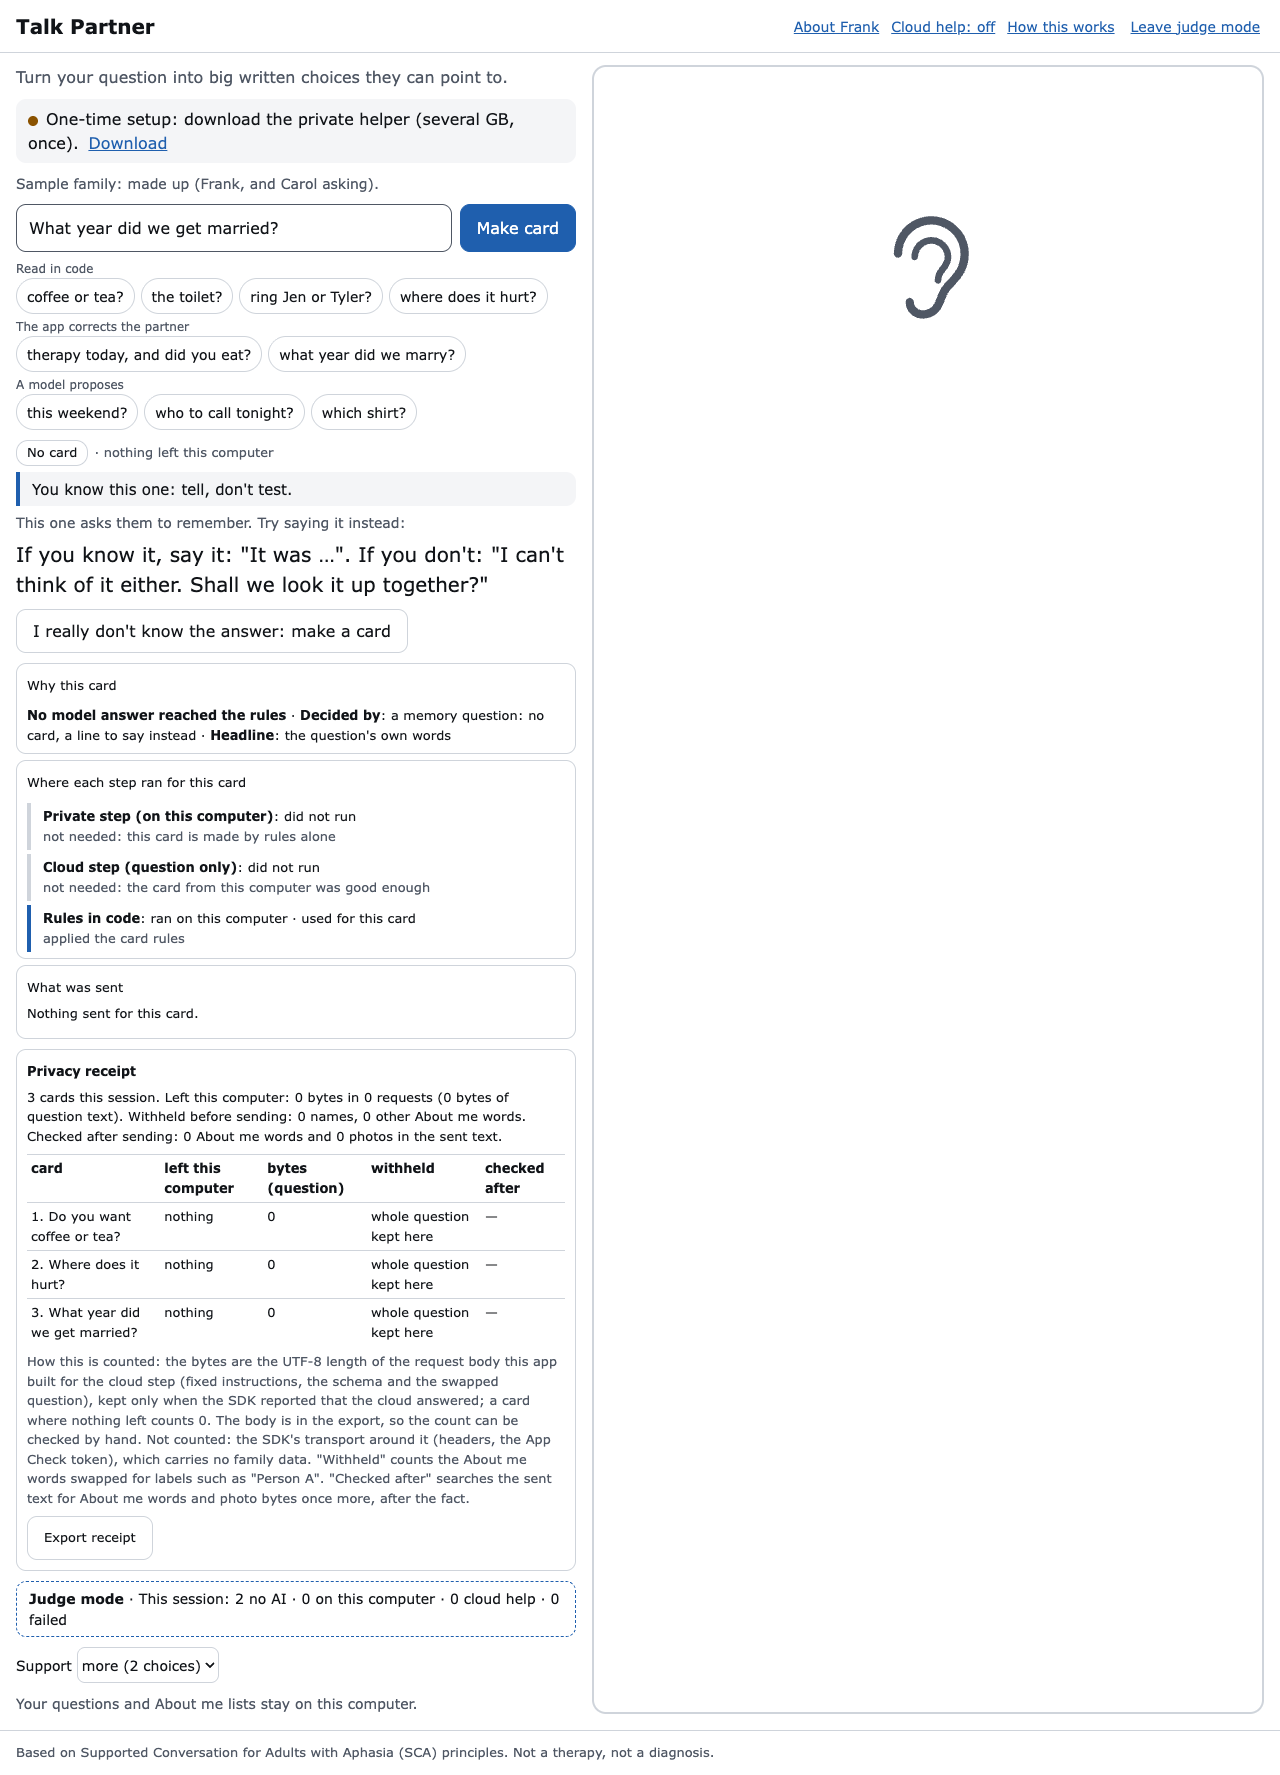 Talk Partner
About Frank Cloud help: off How this works Leave judge mode
Turn your question into big written choices they can point to.
One-time setup: download the private helper (several GB,
once). Download
Sample family: made up (Frank, and Carol asking).
What year did we get married? Make card
Read in code
coffee or tea? the toilet? ring Jen or Tyler? where does it hurt?
The app corrects the partner
therapy today, and did you eat? what year did we marry?
A model proposes
this weekend? who to call tonight? which shirt?
No card · nothing left this computer
You know this one: tell, don't test.
This one asks them to remember. Try saying it instead:
If you know it, say it: "It was …". If you don't: "I can't
think of it either. Shall we look it up together?"
I really don't know the answer: make a card
Why this card
No model answer reached the rules · Decided by: a memory question: no
card, a line to say instead · Headline: the question's own words
Where each step ran for this card
Private step (on this computer): did not run
not needed: this card is made by rules alone
Cloud step (question only): did not run
not needed: the card from this computer was good enough
Rules in code: ran on this computer · used for this card
applied the card rules
What was sent
Nothing sent for this card.
Privacy receipt
3 cards this session. Left this computer: 0 bytes in 0 requests (0 bytes of
question text). Withheld before sending: 0 names, 0 other About me words.
Checked after sending: 0 About me words and 0 photos in the sent text.
card left this bytes withheld checked
computer (question) after
1. Do you want nothing 0 whole question —
coffee or tea? kept here
2. Where does it nothing 0 whole question —
hurt? kept here
3. What year did nothing 0 whole question —
we get married? kept here
How this is counted: the bytes are the UTF-8 length of the request body this app
built for the cloud step (fixed instructions, the schema and the swapped
question), kept only when the SDK reported that the cloud answered; a card
where nothing left counts 0. The body is in the export, so the count can be
checked by hand. Not counted: the SDK's transport around it (headers, the App
Check token), which carries no family data. "Withheld" counts the About me
words swapped for labels such as "Person A". "Checked after" searches the sent
text for About me words and photo bytes once more, after the fact.
Export receipt
Judge mode · This session: 2 no AI · 0 on this computer · 0 cloud help · 0
failed
Support more (2 choices)
Your questions and About me lists stay on this computer.
Based on Supported Conversation for Adults with Aphasia (SCA) principles. Not a therapy, not a diagnosis.